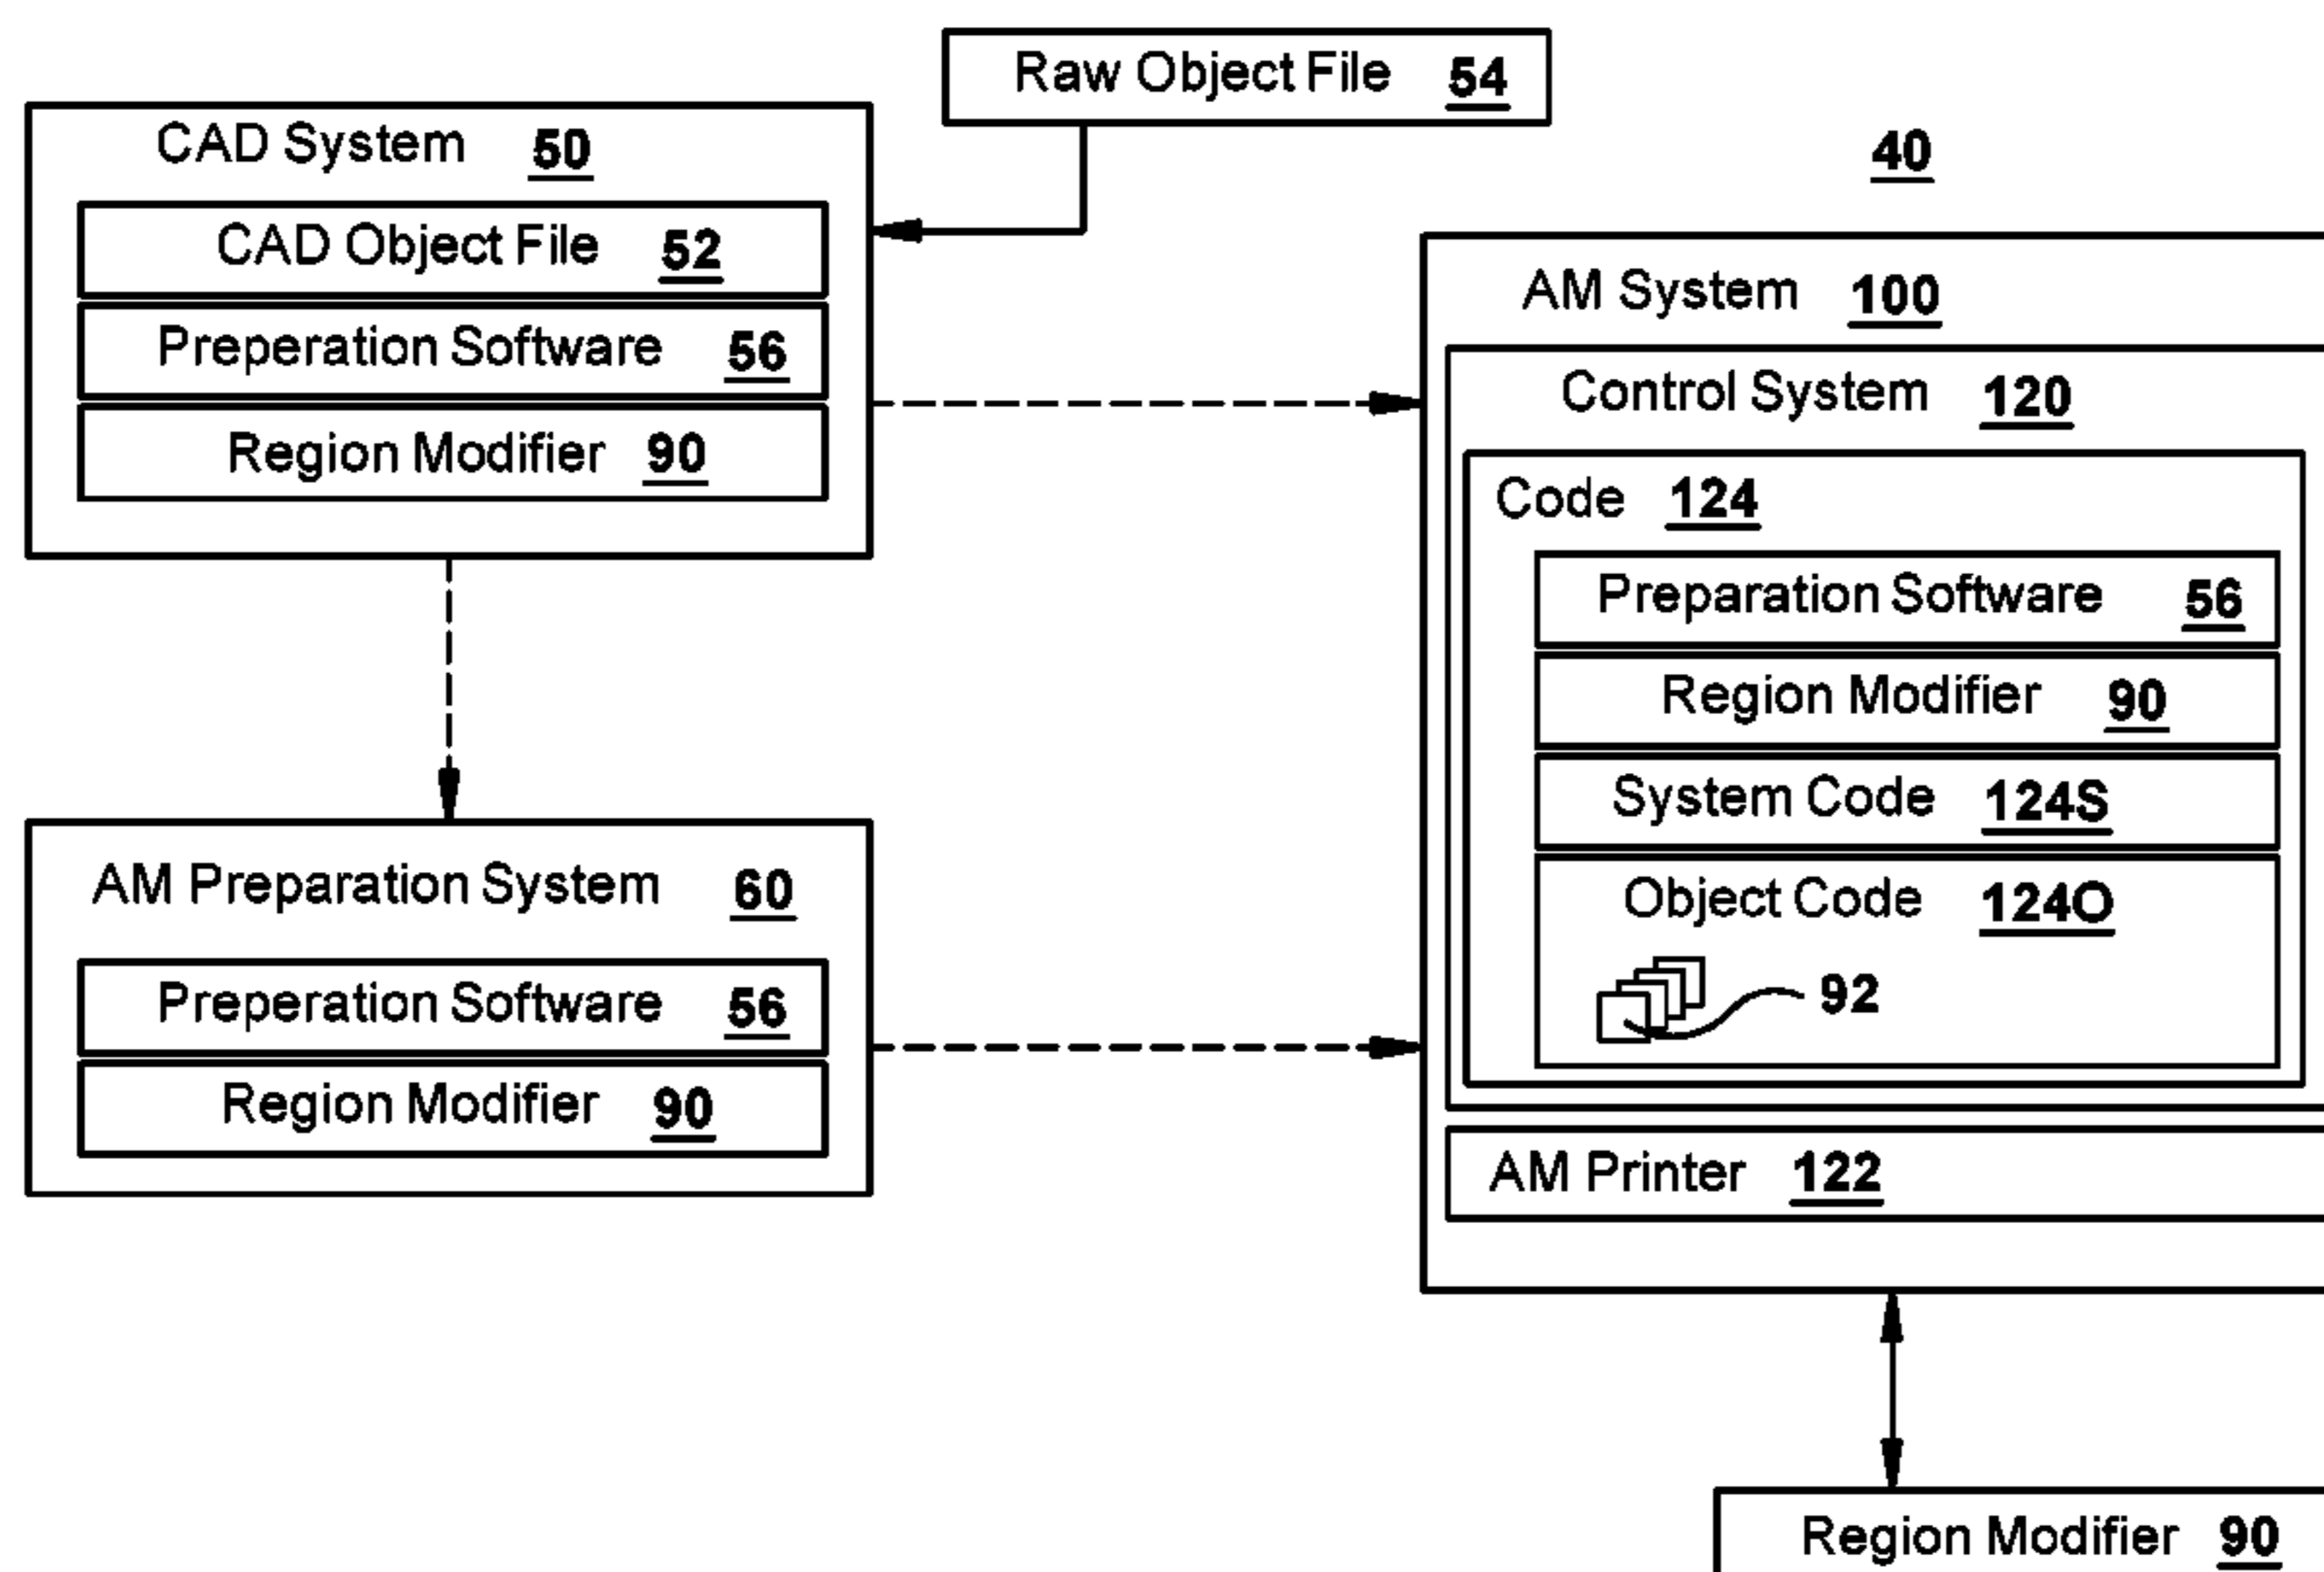 Raw Object File 54
CAD System 50
CAD Object File 52
Preperation Software 56
Region Modifier 90
40
AM System 100
Control System 120
Code 124
Preparation Software 56
Region Modifier 90
System Code 124S
Object Code 124O
92
AM Printer 122
AM Preparation System 60
Preperation Software 56
Region Modifier 90
Region Modifier 90